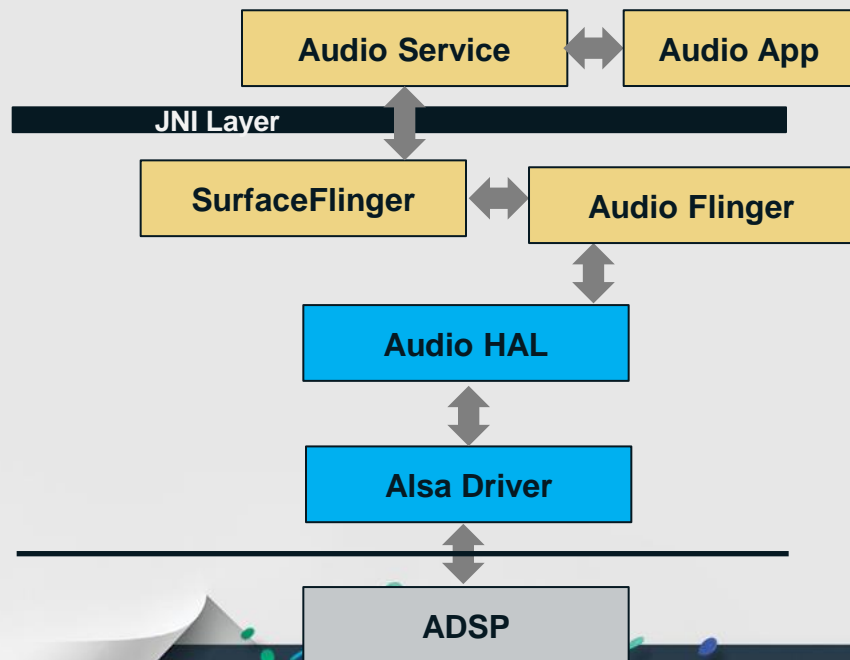 Audio Service
Audio App
JNI Layer
SurfaceFlinger
Audio Flinger
Audio HAL
Alsa Driver
ADSP